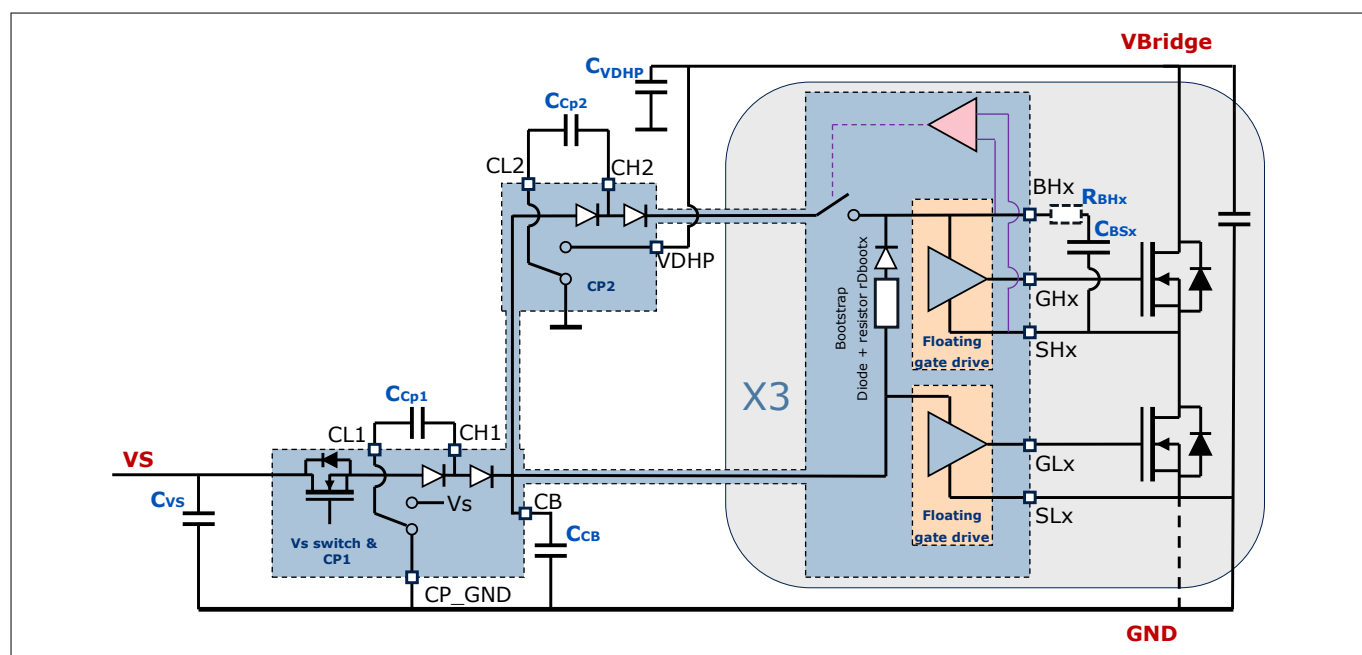 VBridge
CVDHP
CCp2
CL2
CH2
BHx
RBHx
CBSx
VDHP
CP2
GHx
Bootstrap
Diode + resistor rDbootx
Floating
gate drive
SHx
X3
CCp1
CL1
CH1
VS
GLx
CVS
Vs
CB
SLx
Vs switch &
CP1
CCB
Floating
gate drive
CP_GND
GND